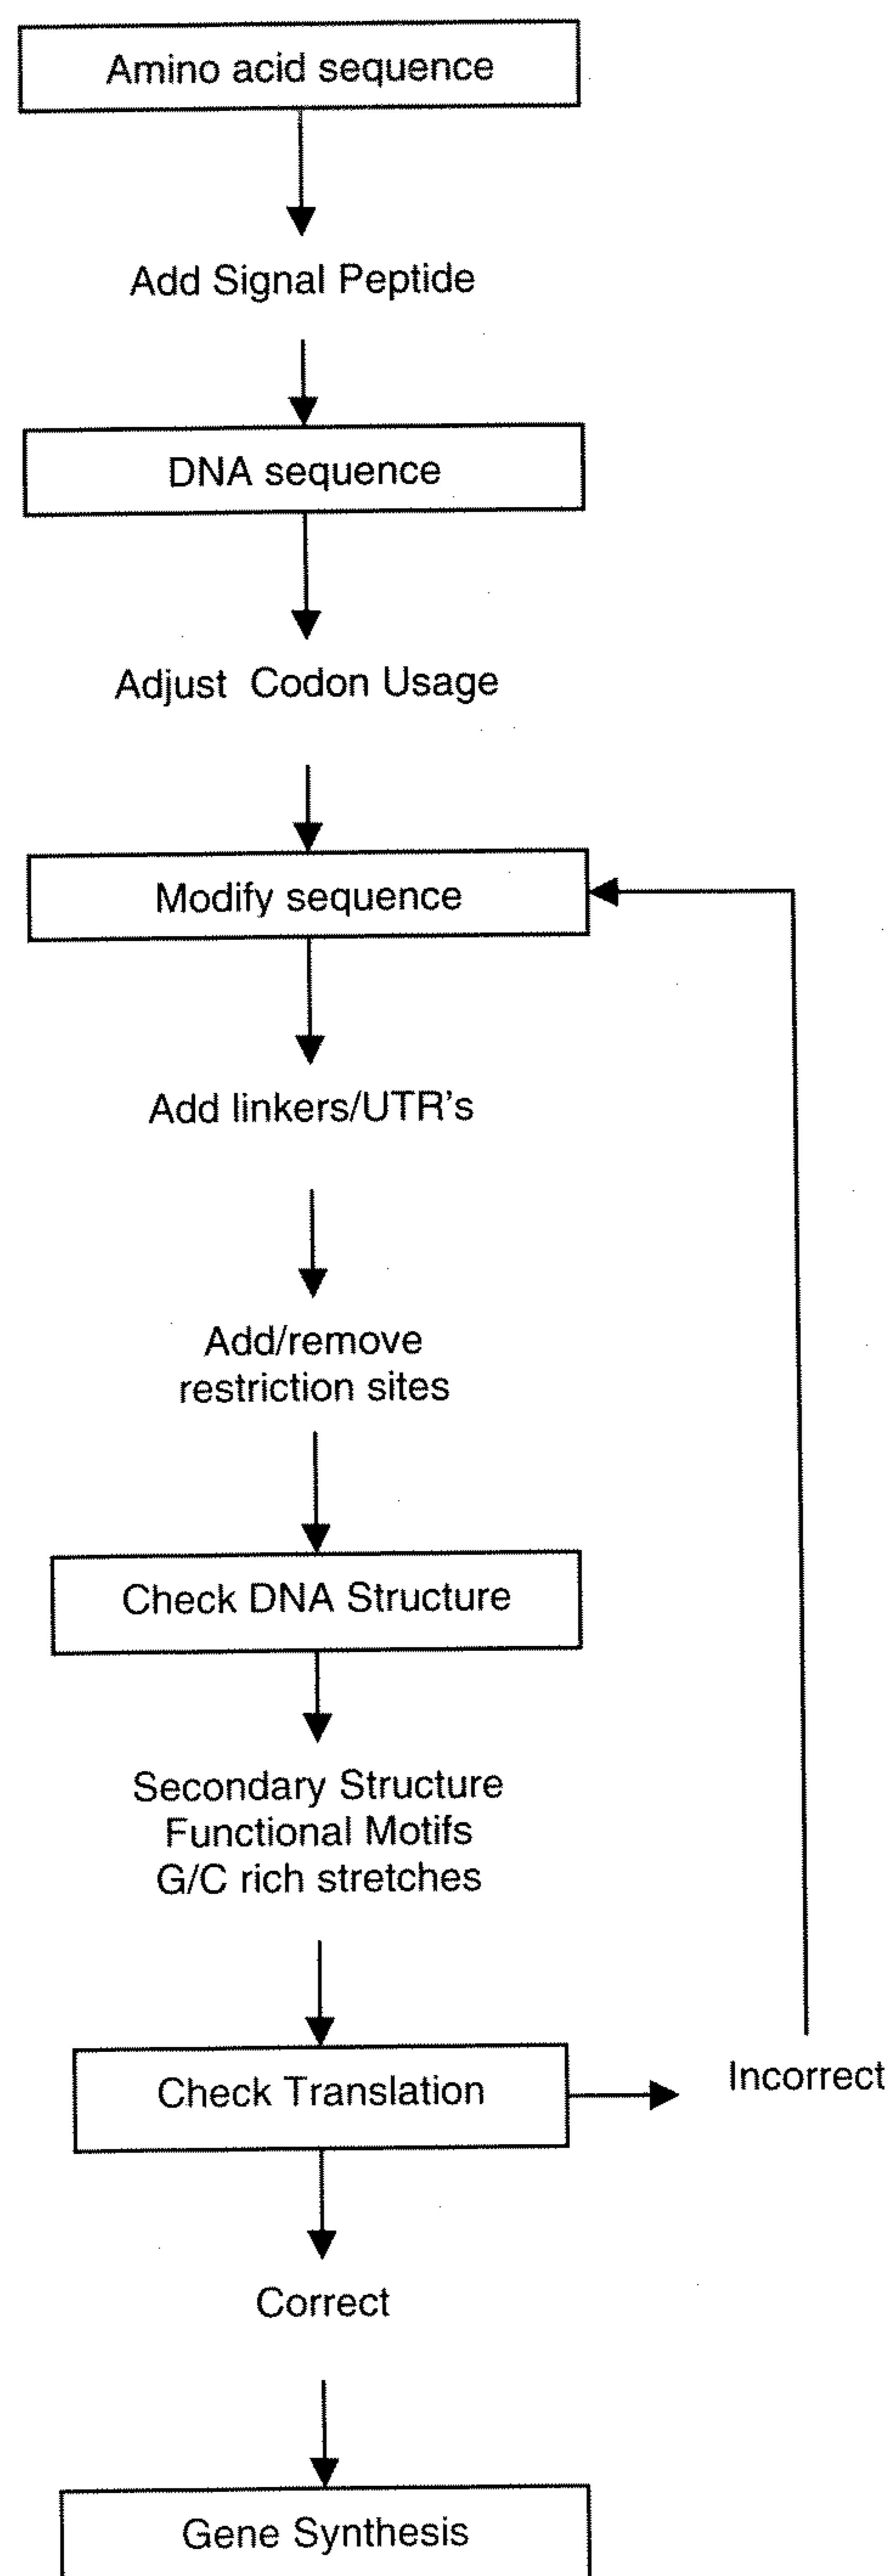 Amino acid sequence
Add Signal Peptide
DNA sequence
Adjust Codon Usage
Modify sequence
Add linkers/UTR's
Add/remove
restriction sites
Check DNA Structure
Secondary Structure
Functional Motifs
G/C rich stretches
Check Translation
Incorrect
Correct
Gene Synthesis